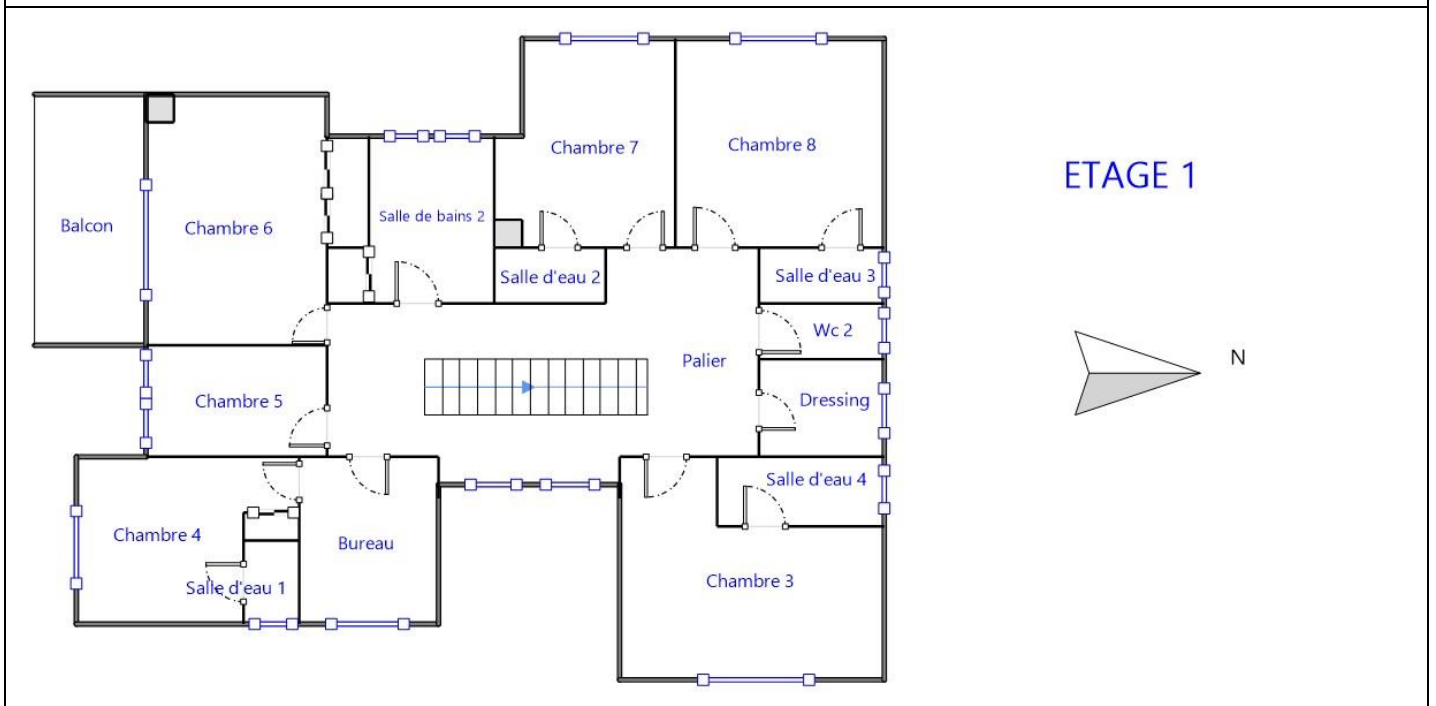 ETAGE 1
N
Chambre 7
Chambre 8
Balcon
Chambre 6
Salle de bains 2
Salle d'eau 2
Salle d'eau 3
Wc 2
Palier
Chambre 5
Dressing
Salle d'eau 4
Chambre 4
Bureau
Salle d'eau 1
Chambre 3